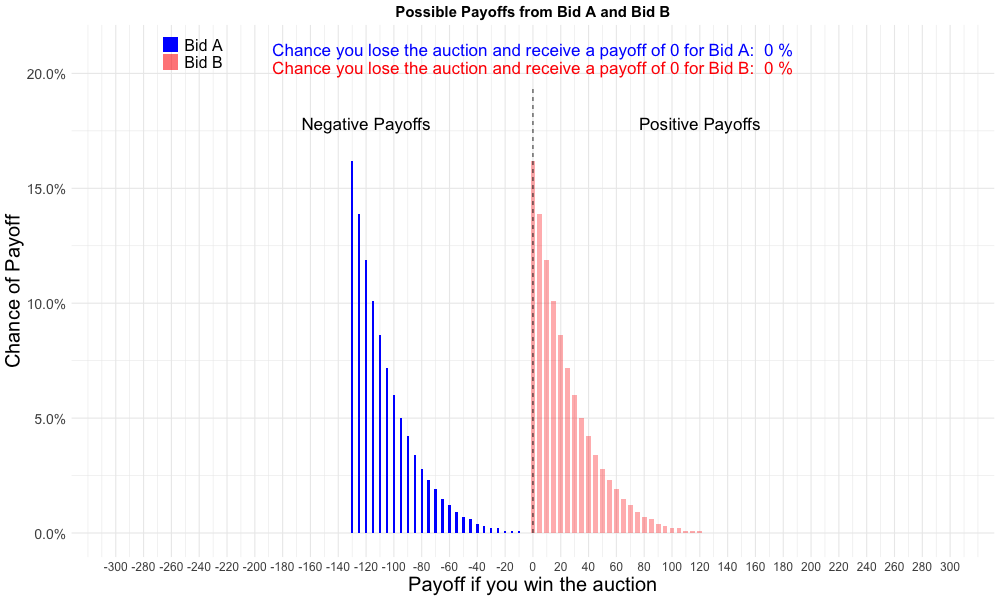 Possible Payoffs from Bid A and Bid B
Bid A
Bid B
Chance you lose the auction and receive a payoff of 0 for Bid A:  0 %
Chance you lose the auction and receive a payoff of 0 for Bid B:  0 %
Negative Payoffs
Positive Payoffs
Chance of Payoff
20.0%
15.0%
10.0%
5.0%
0.0%
-300 -280 -260 -240 -220 -200 -180 -160 -140 -120 -100 -80 -60 -40 -20 0 20 40 60 80 100 120 140 160 180 200 220 240 260 280 300
Payoff if you win the auction